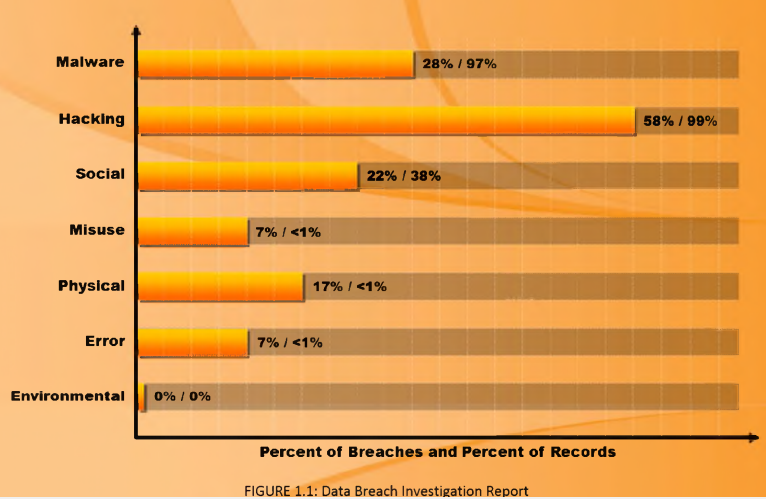 Malware 28% / 97%
Hacking 58% / 99%
Social 22% / 38%
Misuse 7% / <1%
Physical 17% / <1%
Error 7% / <1%
Environmental 0% / 0%
Percent of Breaches and Percent of Records
FIGURE 1.1: Data Breach Investigation Report